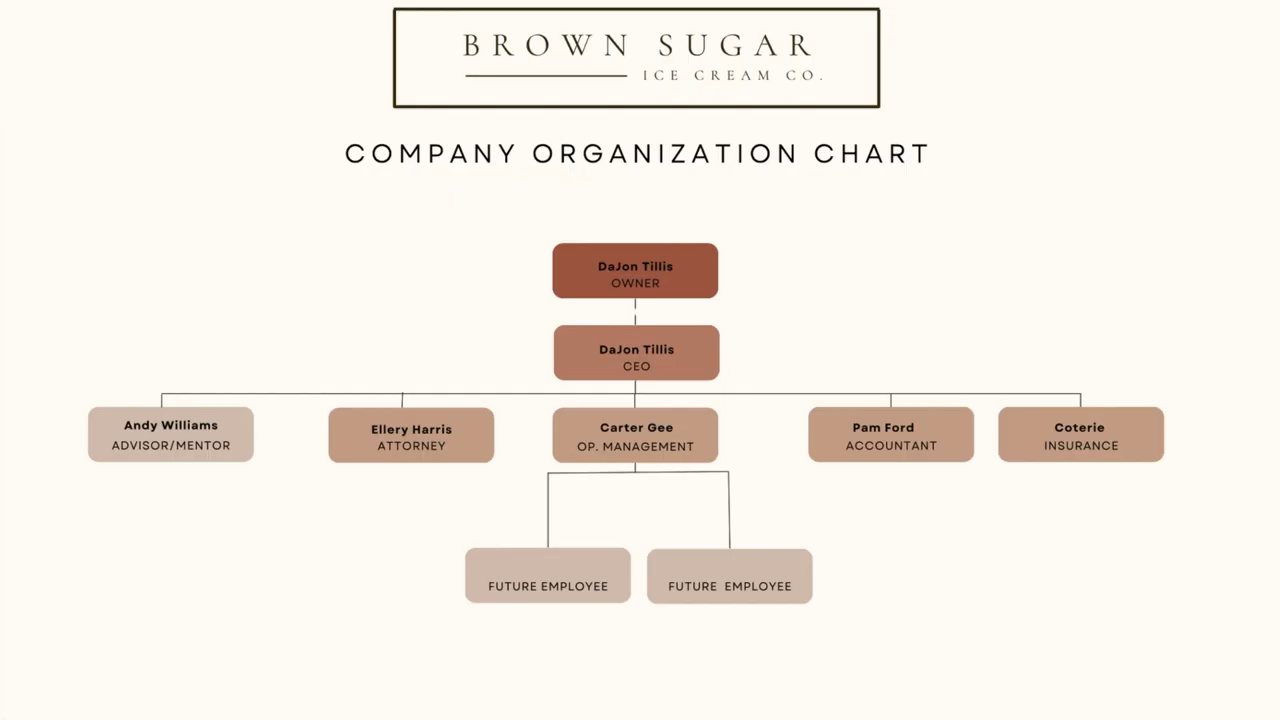 BROWN SUGAR
ICE CREAM CO.
COMPANY ORGANIZATION CHART
DaJon Tillis
OWNER
DaJon Tillis
CEO
Andy Williams
ADVISOR/MENTOR
Ellery Harris
ATTORNEY
Carter Gee
OP. MANAGEMENT
Pam Ford
ACCOUNTANT
Coterie
INSURANCE
FUTURE EMPLOYEE
FUTURE EMPLOYEE